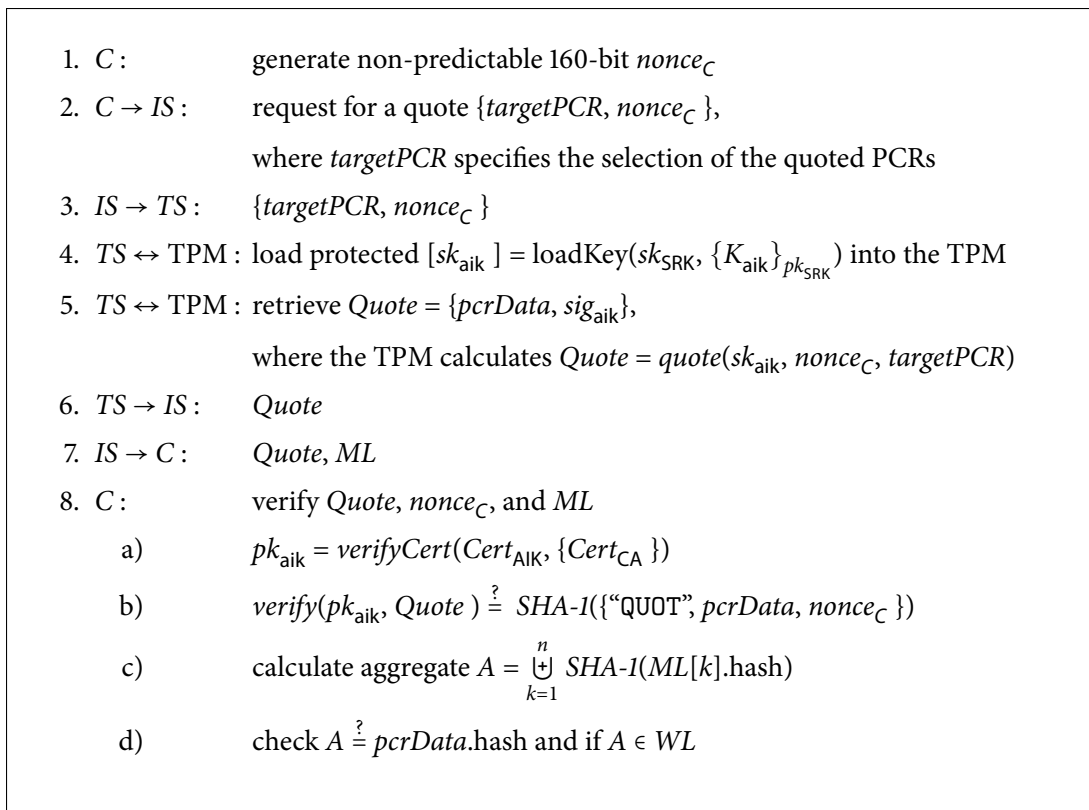 1. C : generate non-predictable 160-bit nonce_C
2. C → IS : request for a quote {targetPCR, nonce_C },
where targetPCR specifies the selection of the quoted PCRs
3. IS → TS : {targetPCR, nonce_C }
4. TS ↔ TPM : load protected [sk_aik ] = loadKey(sk_SRK, {K_aik}_pk_SRK) into the TPM
5. TS ↔ TPM : retrieve Quote = {pcrData, sig_aik},
where the TPM calculates Quote = quote(sk_aik, nonce_C, targetPCR)
6. TS → IS : Quote
7. IS → C : Quote, ML
8. C : verify Quote, nonce_C, and ML
a) pk_aik = verifyCert(Cert_AIK, {Cert_CA })
b) verify(pk_aik, Quote ) ≟ SHA-1({“QUOT”, pcrData, nonce_C })
c) calculate aggregate A = ⨄_{k=1}^{n} SHA-1(ML[k].hash)
d) check A ≟ pcrData.hash and if A ∈ WL